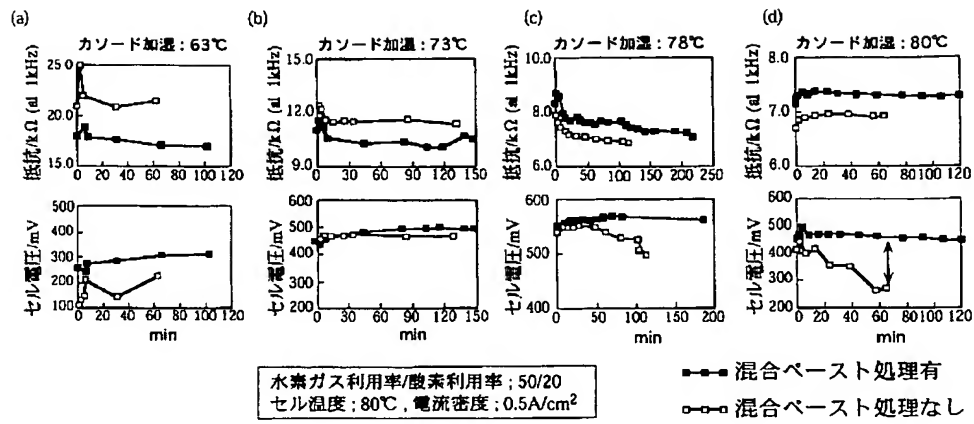 (a)
カソード加湿：63℃
抵抗/kΩ (al 1kHz)
25.0
20.0
15.0
0 20 40 60 80 100 120
セル電圧/mV
500
400
300
200
100
0 20 40 60 80 100 120
min
(b)
カソード加湿：73℃
抵抗/kΩ (al 1kHz)
15.0
12.0
9.0
0 30 60 90 120 150
セル電圧/mV
600
500
400
300
200
0 30 60 90 120 150
min
(c)
カソード加湿：78℃
抵抗/kΩ (al 1kHz)
10.0
8.0
6.0
0 50 100 150 200 250
セル電圧/mV
600
500
400
0 50 100 150 200 250
min
(d)
カソード加湿：80℃
抵抗/kΩ (al 1kHz)
8.0
7.0
6.0
0 20 40 60 80 100 120
セル電圧/mV
500
400
300
200
0 20 40 60 80 100 120
min
水素ガス利用率/酸素利用率；50/20
セル温度；80℃，電流密度；0.5A/cm²
混合ペースト処理有
混合ペースト処理なし